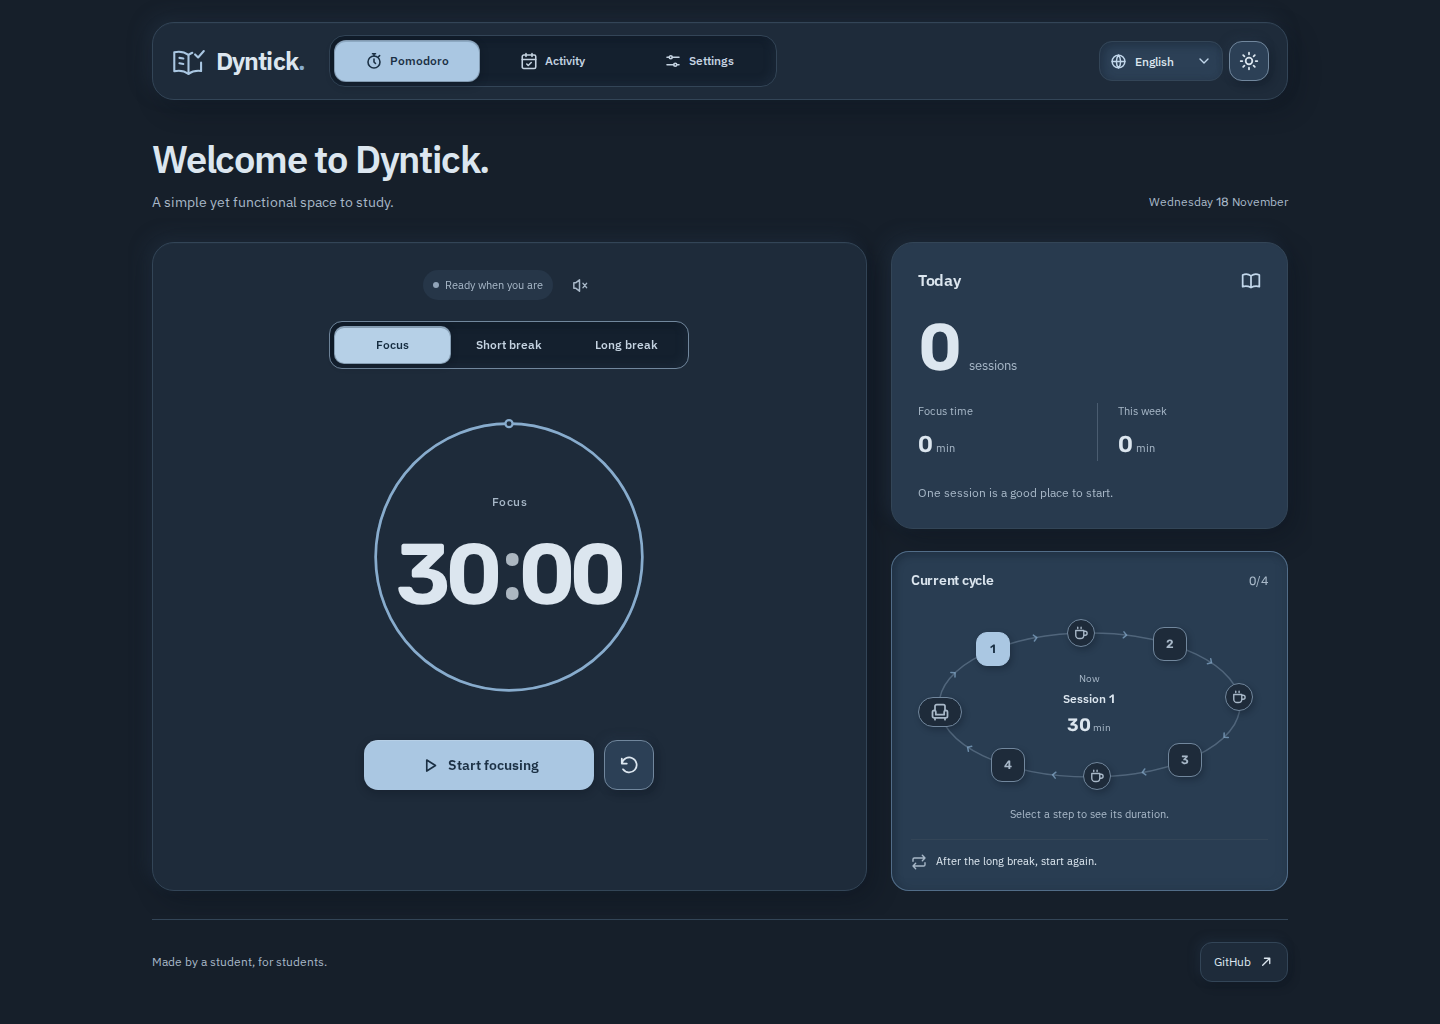 Dyntick.
Pomodoro
Activity
Settings
English
Welcome to Dyntick.
A simple yet functional space to study.
Wednesday 18 November
Ready when you are
Focus
Short break
Long break
Focus
30:00
Start focusing
Today
0 sessions
Focus time
0 min
This week
0 min
One session is a good place to start.
Current cycle
0/4
1
2
Now
Session 1
30 min
4
3
Select a step to see its duration.
After the long break, start again.
Made by a student, for students.
GitHub